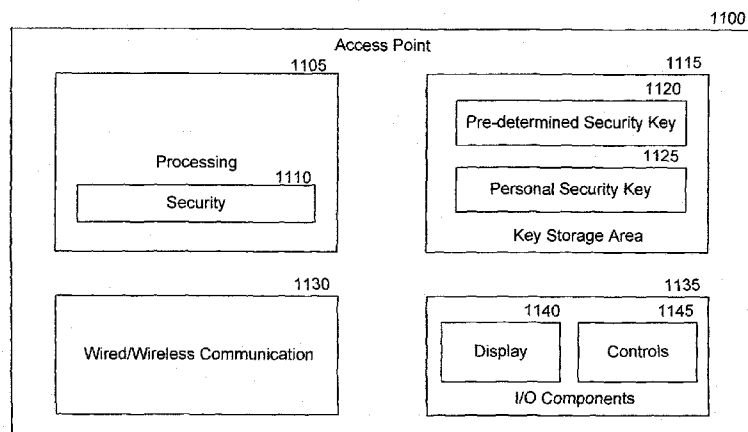 1100
Access Point
1105
Processing
1110
Security
1115
1120
Pre-determined Security Key
1125
Personal Security Key
Key Storage Area
1130
Wired/Wireless Communication
1135
1140
Display
1145
Controls
I/O Components